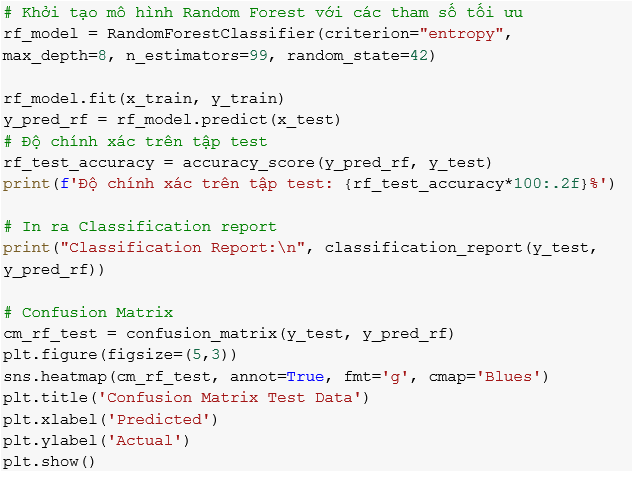 # Khởi tạo mô hình Random Forest với các tham số tối ưu
rf_model = RandomForestClassifier(criterion="entropy",
max_depth=8, n_estimators=99, random_state=42)
rf_model.fit(x_train, y_train)
y_pred_rf = rf_model.predict(x_test)
# Độ chính xác trên tập test
rf_test_accuracy = accuracy_score(y_pred_rf, y_test)
print(f'Độ chính xác trên tập test: {rf_test_accuracy*100:.2f}%')
# In ra Classification report
print("Classification Report:\n", classification_report(y_test,
y_pred_rf))
# Confusion Matrix
cm_rf_test = confusion_matrix(y_test, y_pred_rf)
plt.figure(figsize=(5,3))
sns.heatmap(cm_rf_test, annot=True, fmt='g', cmap='Blues')
plt.title('Confusion Matrix Test Data')
plt.xlabel('Predicted')
plt.ylabel('Actual')
plt.show()